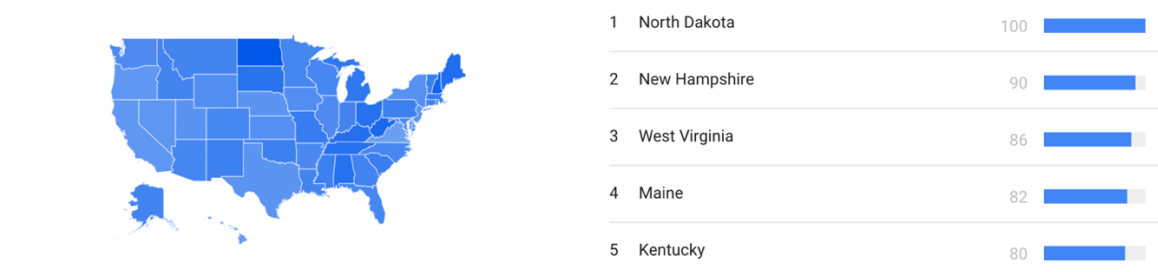 1 North Dakota 100
2 New Hampshire 90
3 West Virginia 86
4 Maine 82
5 Kentucky 80